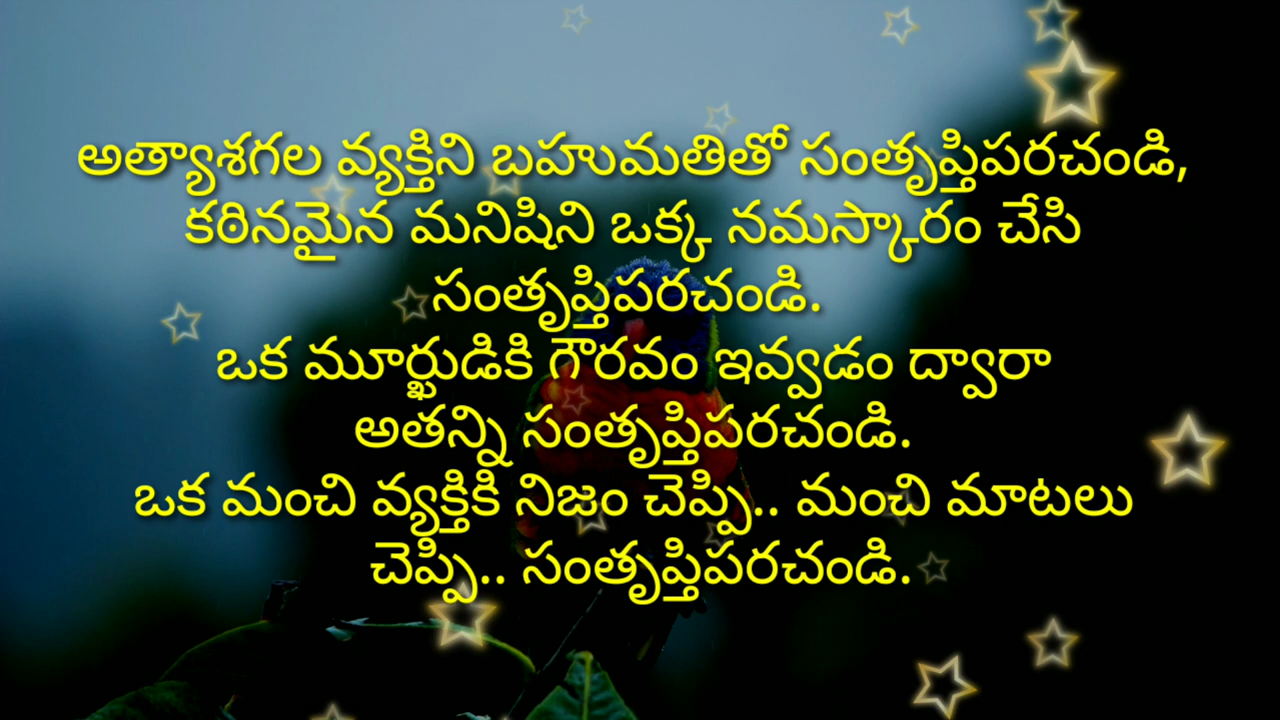 అత్యాశగల వ్యక్తిని బహుమతితో సంతృప్తిపరచండి,
కఠినమైన మనిషిని ఒక్క నమస్కారం చేసి
సంతృప్తిపరచండి.
ఒక మూర్ఖుడికి గౌరవం ఇవ్వడం ద్వారా
అతన్ని సంతృప్తిపరచండి.
ఒక మంచి వ్యక్తికి నిజం చెప్పి.. మంచి మాటలు
చెప్పి.. సంతృప్తిపరచండి.